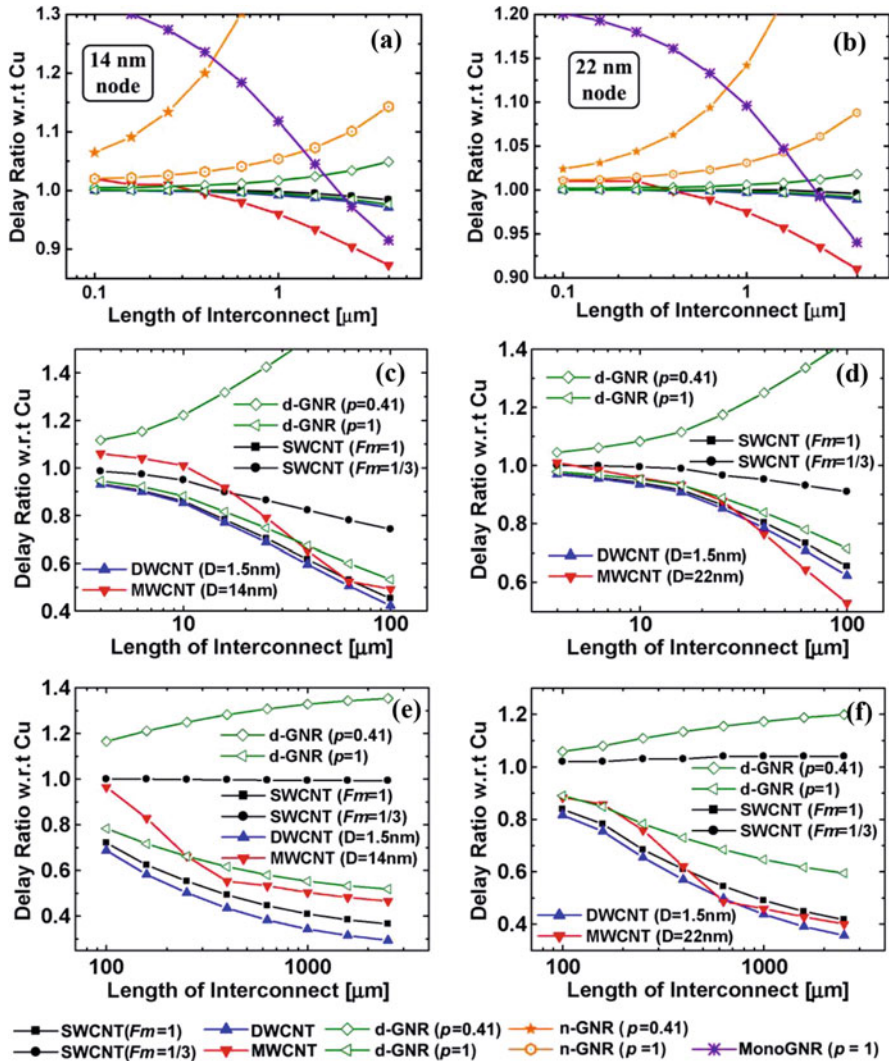 Delay Ratio w.r.t Cu
1.3
1.2
1.1
1.0
0.9
14 nm
node
(a)
0.1
1
Length of Interconnect [μm]
Delay Ratio w.r.t Cu
1.20
1.15
1.10
1.05
1.00
0.95
0.90
22 nm
node
(b)
0.1
1
Length of Interconnect [μm]
Delay Ratio w.r.t Cu
1.4
1.2
1.0
0.8
0.6
0.4
(c)
d-GNR (p=0.41)
d-GNR (p=1)
SWCNT (Fm=1)
SWCNT (Fm=1/3)
DWCNT (D=1.5nm)
MWCNT (D=14nm)
10
100
Length of Interconnect [μm]
Delay Ratio w.r.t Cu
1.4
1.2
1.0
0.8
0.6
(d)
d-GNR (p=0.41)
d-GNR (p=1)
SWCNT (Fm=1)
SWCNT (Fm=1/3)
DWCNT (D=1.5nm)
MWCNT (D=22nm)
10
100
Length of Interconnect [μm]
Delay Ratio w.r.t Cu
1.4
1.2
1.0
0.8
0.6
0.4
(e)
d-GNR (p=0.41)
d-GNR (p=1)
SWCNT (Fm=1)
SWCNT (Fm=1/3)
DWCNT (D=1.5nm)
MWCNT (D=14nm)
100
1000
Length of Interconnect [μm]
Delay Ratio w.r.t Cu
1.2
1.0
0.8
0.6
0.4
(f)
d-GNR (p=0.41)
d-GNR (p=1)
SWCNT (Fm=1)
SWCNT (Fm=1/3)
DWCNT (D=1.5nm)
MWCNT (D=22nm)
100
1000
Length of Interconnect [μm]
SWCNT(Fm=1) DWCNT d-GNR (p=0.41) n-GNR (p=0.41)
SWCNT(Fm=1/3) MWCNT d-GNR (p=1) n-GNR (p=1) MonoGNR (p = 1)